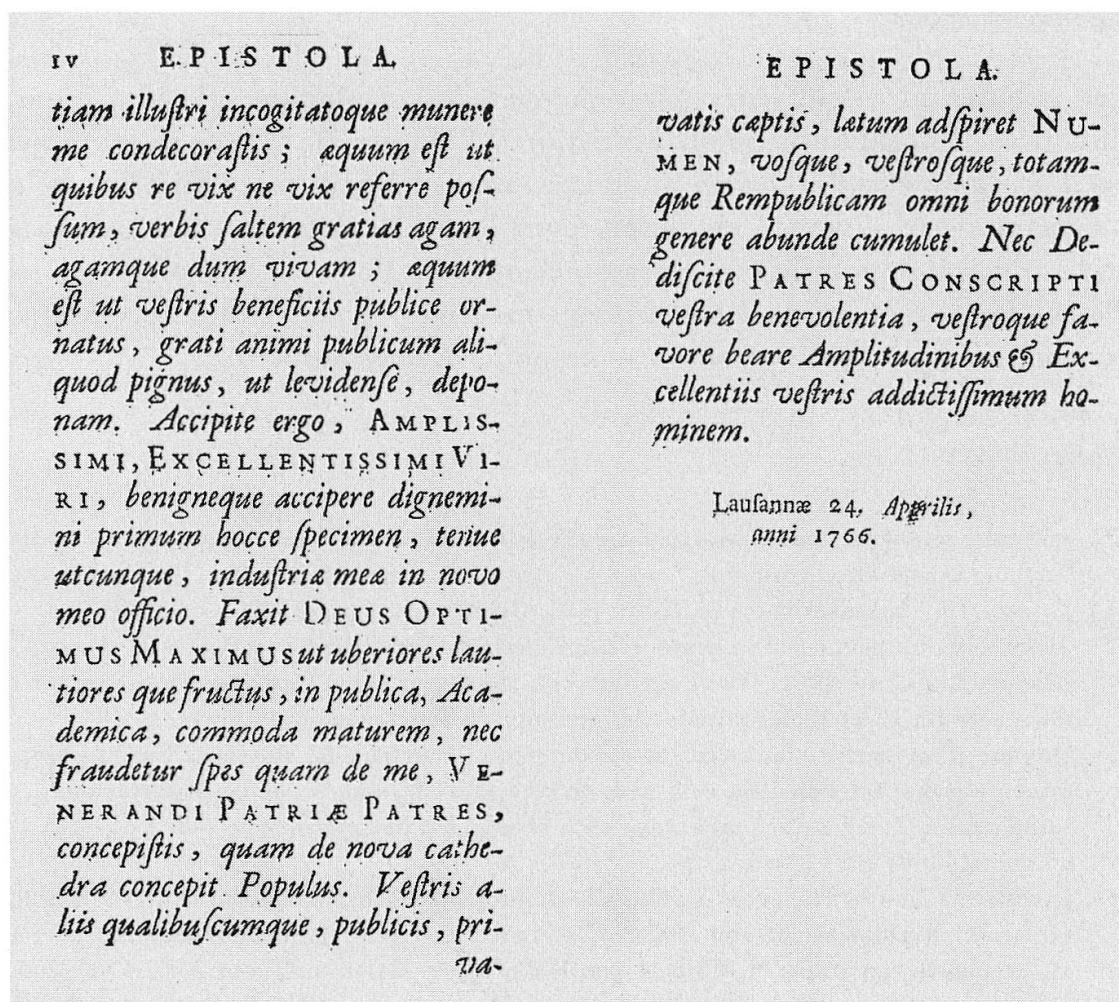 IV EPISTOLA.
tiam illuſtri incogitatoque munere
me condecoraſtis ; æquum eſt ut
quibus re vix ne vix referre poſ-
ſum, verbis ſaltem gratias agam,
agamque dum vivam ; æquum
eſt ut veſtris beneficiis publice or-
natus, grati animi publicum ali-
quod pignus, ut levidenſe, depo-
nam. Accipite ergo, AMPLIS-
SIMI, EXCELLENTISSIMI VI-
RI, benigneque accipere dignemi-
ni primum hocce ſpecimen, tenue
utcunque, induſtriæ meæ in novo
meo officio. Faxit DEUS OPTI-
MUS MAXIMUS ut uberiores lau-
tiores que fructus, in publica, Aca-
demica, commoda maturem, nec
fraudetur ſpes quam de me, VE-
NERANDI PATRIÆ PATRES,
concepiſtis, quam de nova cathe-
dra concepit Populus. Veſtris a-
liis qualibuſcumque, publicis, pri-
va-
EPISTOLA.
vatis cæptis, lætum adſpiret NU-
MEN, voſque, veſtroſque, totam-
que Rempublicam omni bonorum
genere abunde cumulet. Nec De-
diſcite PATRES CONSCRIPTI
veſtra benevolentia, veſtroque fa-
vore beare Amplitudinibus & Ex-
cellentiis veſtris addictiſſimum ho-
minem.
Lauſannæ 24. Aprilis,
anni 1766.